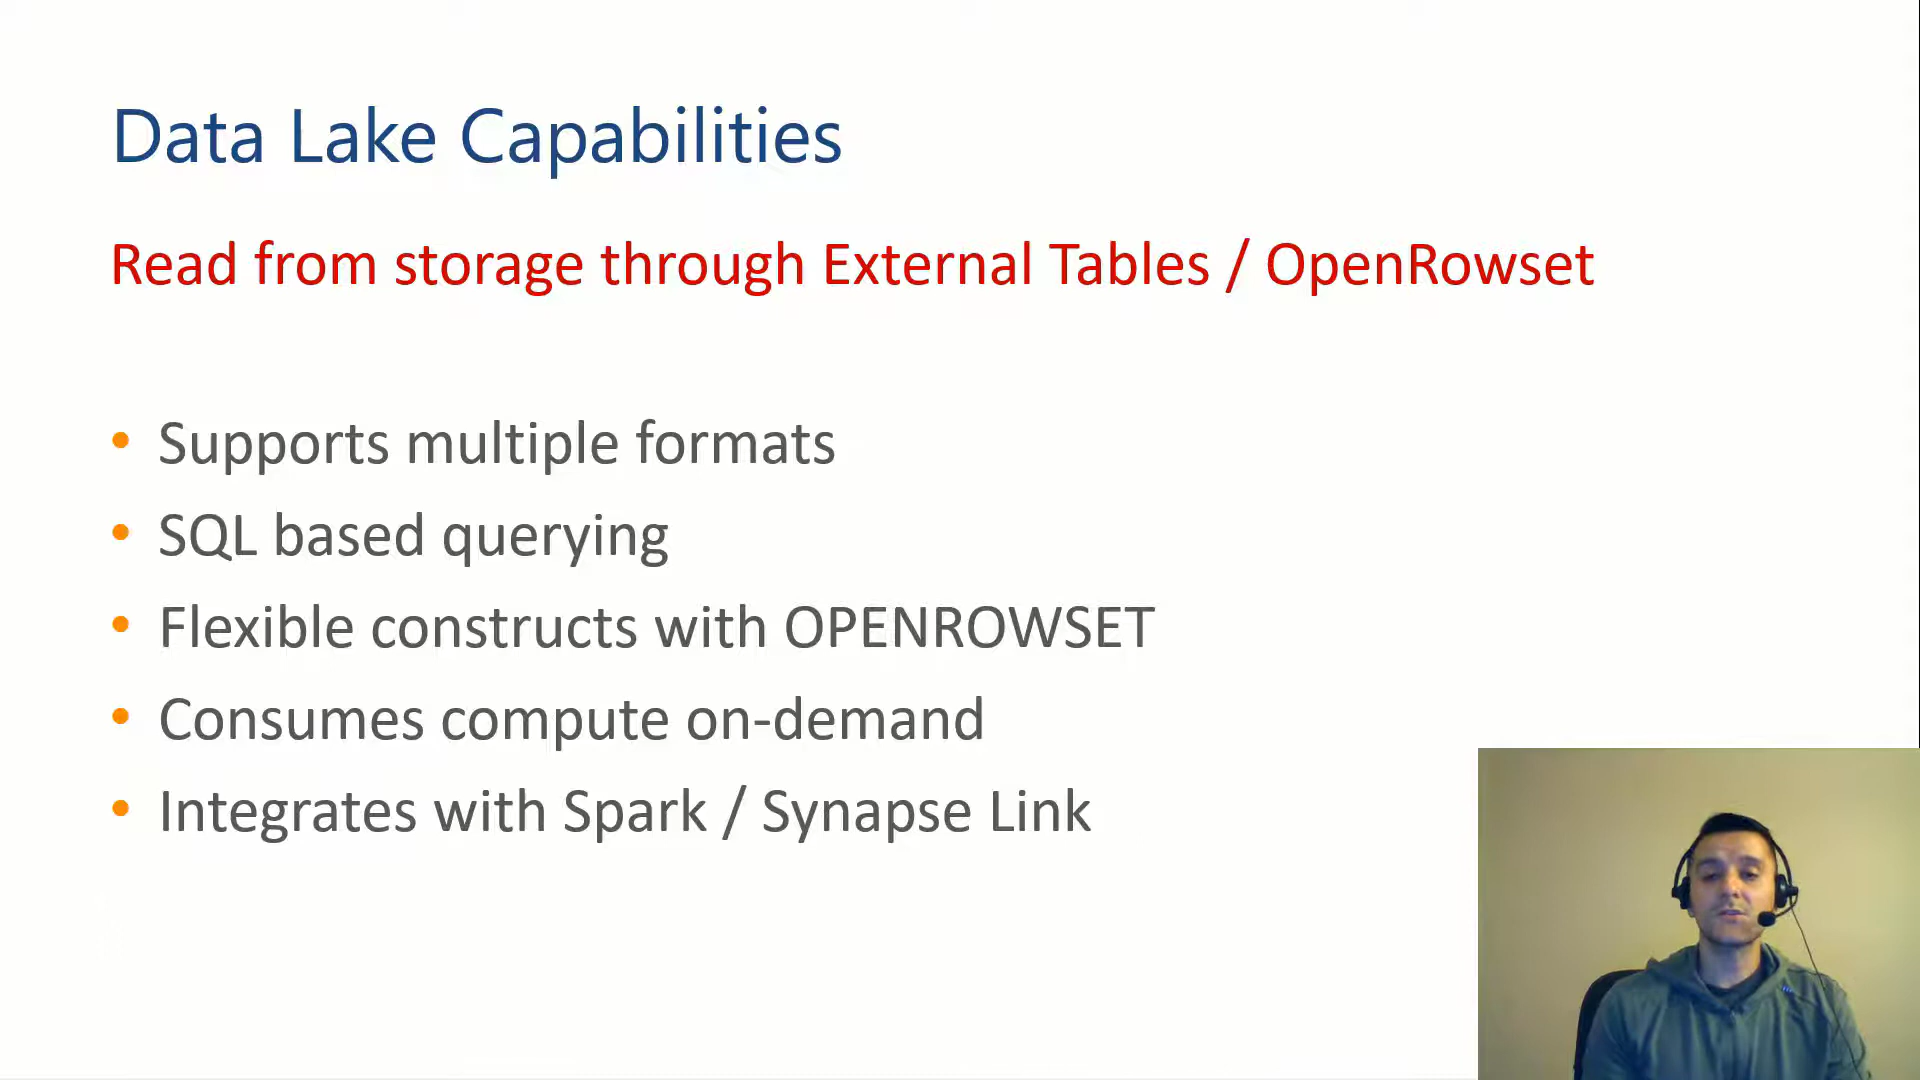 Data Lake Capabilities
Read from storage through External Tables / OpenRowset
• Supports multiple formats
• SQL based querying
• Flexible constructs with OPENROWSET
• Consumes compute on-demand
• Integrates with Spark / Synapse Link